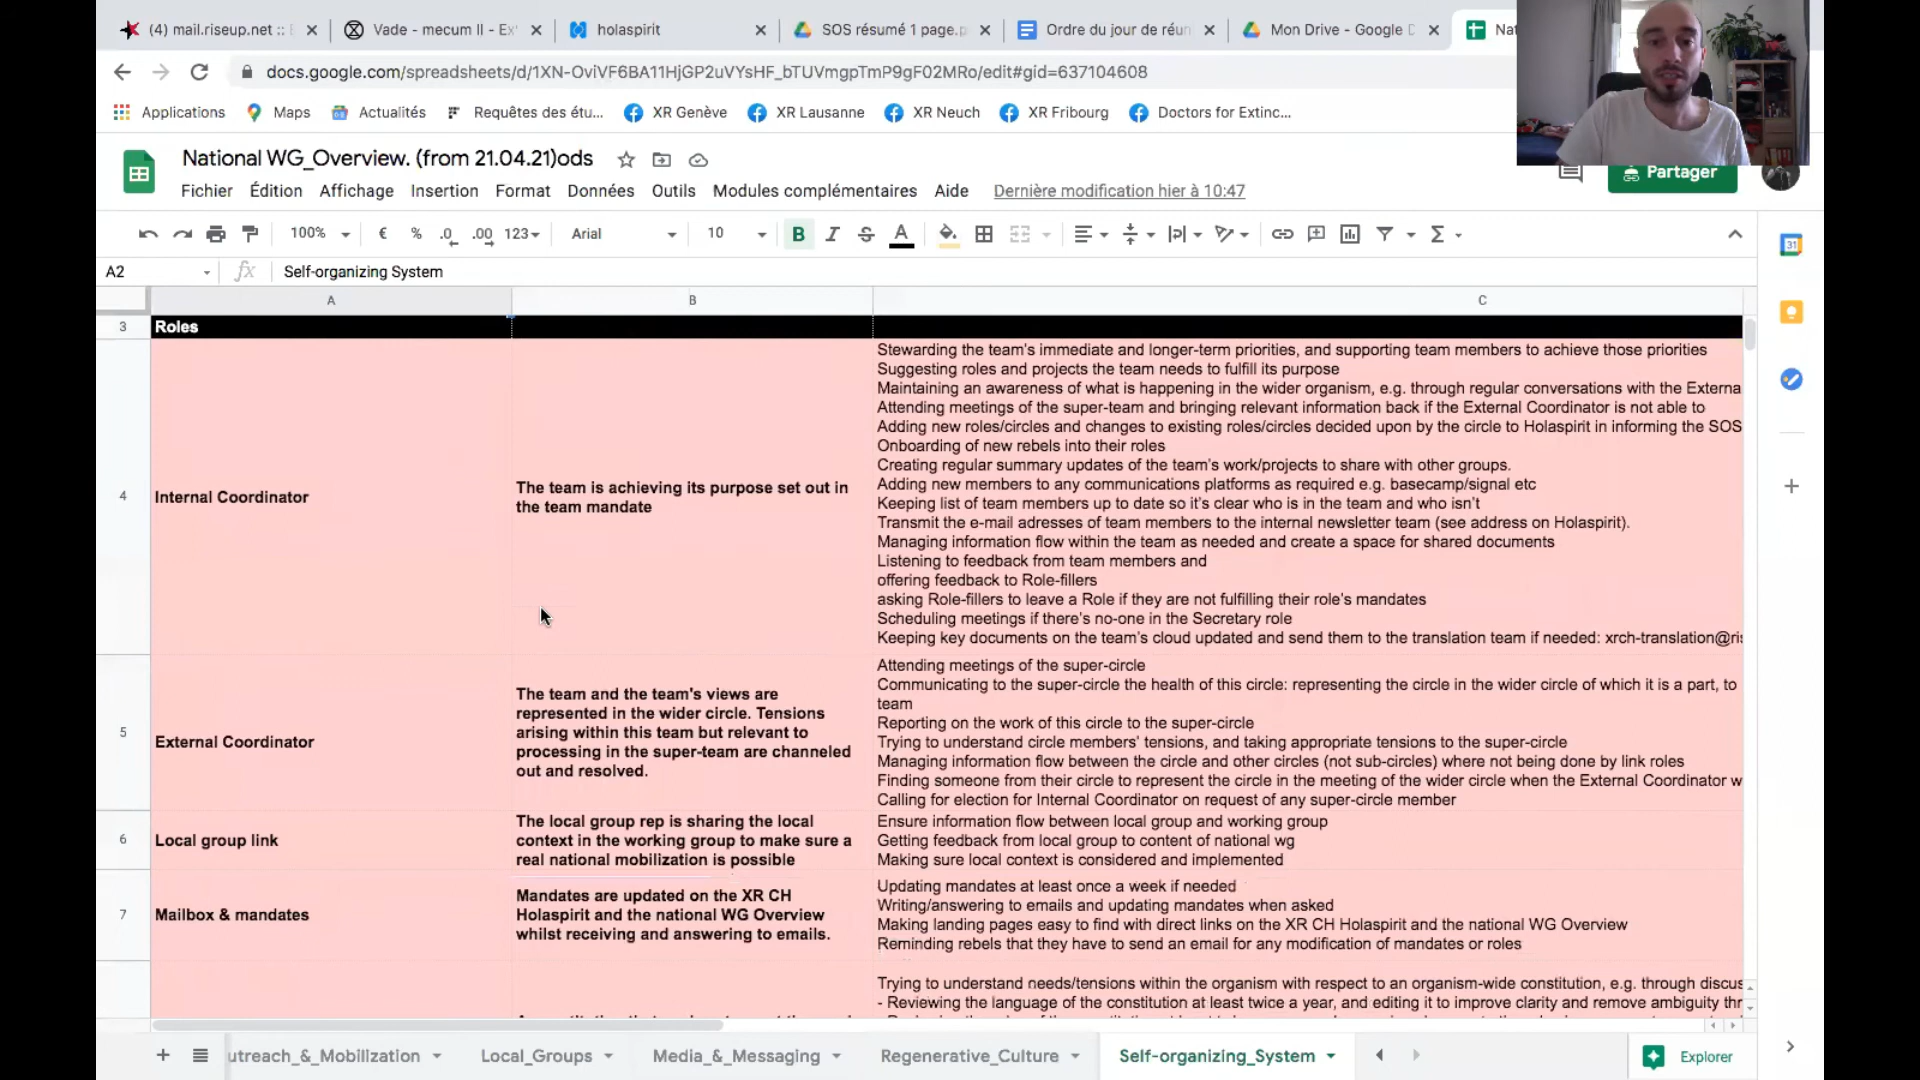 (4) mail.riseup.net ::
Vade - mecum II - Ex
holaspirit
SOS résumé 1 page.p
Ordre du jour de réun
Mon Drive - Google D
Nat
docs.google.com/spreadsheets/d/1XN-OviVF6BA11HjGP2uVYsHF_bTUVmgpTmP9gF02MRo/edit#gid=637104608
Applications
Maps
Actualités
Requêtes des étu...
XR Genève
XR Lausanne
XR Neuch
XR Fribourg
Doctors for Extinc...
National WG_Overview. (from 21.04.21)ods
Fichier Édition Affichage Insertion Format Données Outils Modules complémentaires Aide Dernière modification hier à 10:47
Partager
100% € % .0 .00 123 Arial 10 B I S A Σ
31
A2 fx Self-organizing System
A B C
3 Roles
Stewarding the team's immediate and longer-term priorities, and supporting team members to achieve those priorities
Suggesting roles and projects the team needs to fulfill its purpose
Maintaining an awareness of what is happening in the wider organism, e.g. through regular conversations with the Externa
Attending meetings of the super-team and bringing relevant information back if the External Coordinator is not able to
Adding new roles/circles and changes to existing roles/circles decided upon by the circle to Holaspirit in informing the SOS
Onboarding of new rebels into their roles
Creating regular summary updates of the team's work/projects to share with other groups.
Adding new members to any communications platforms as required e.g. basecamp/signal etc
Keeping list of team members up to date so it's clear who is in the team and who isn't
Transmit the e-mail adresses of team members to the internal newsletter team (see address on Holaspirit).
Managing information flow within the team as needed and create a space for shared documents
Listening to feedback from team members and
offering feedback to Role-fillers
asking Role-fillers to leave a Role if they are not fulfilling their role's mandates
Scheduling meetings if there's no-one in the Secretary role
Keeping key documents on the team's cloud updated and send them to the translation team if needed: xrch-translation@ris
4 Internal Coordinator
The team is achieving its purpose set out in
the team mandate
Attending meetings of the super-circle
Communicating to the super-circle the health of this circle: representing the circle in the wider circle of which it is a part, to
team
Reporting on the work of this circle to the super-circle
Trying to understand circle members' tensions, and taking appropriate tensions to the super-circle
Managing information flow between the circle and other circles (not sub-circles) where not being done by link roles
Finding someone from their circle to represent the circle in the meeting of the wider circle when the External Coordinator w
Calling for election for Internal Coordinator on request of any super-circle member
5 External Coordinator
The team and the team's views are
represented in the wider circle. Tensions
arising within this team but relevant to
processing in the super-team are channeled
out and resolved.
6 Local group link
The local group rep is sharing the local
context in the working group to make sure a
real national mobilization is possible
Ensure information flow between local group and working group
Getting feedback from local group to content of national wg
Making sure local context is considered and implemented
7 Mailbox & mandates
Mandates are updated on the XR CH
Holaspirit and the national WG Overview
whilst receiving and answering to emails.
Updating mandates at least once a week if needed
Writing/answering to emails and updating mandates when asked
Making landing pages easy to find with direct links on the XR CH Holaspirit and the national WG Overview
Reminding rebels that they have to send an email for any modification of mandates or roles
Trying to understand needs/tensions within the organism with respect to an organism-wide constitution, e.g. through discus
- Reviewing the language of the constitution at least twice a year, and editing it to improve clarity and remove ambiguity thr
utreach_&_Mobilization
Local_Groups
Media_&_Messaging
Regenerative_Culture
Self-organizing_System
Explorer